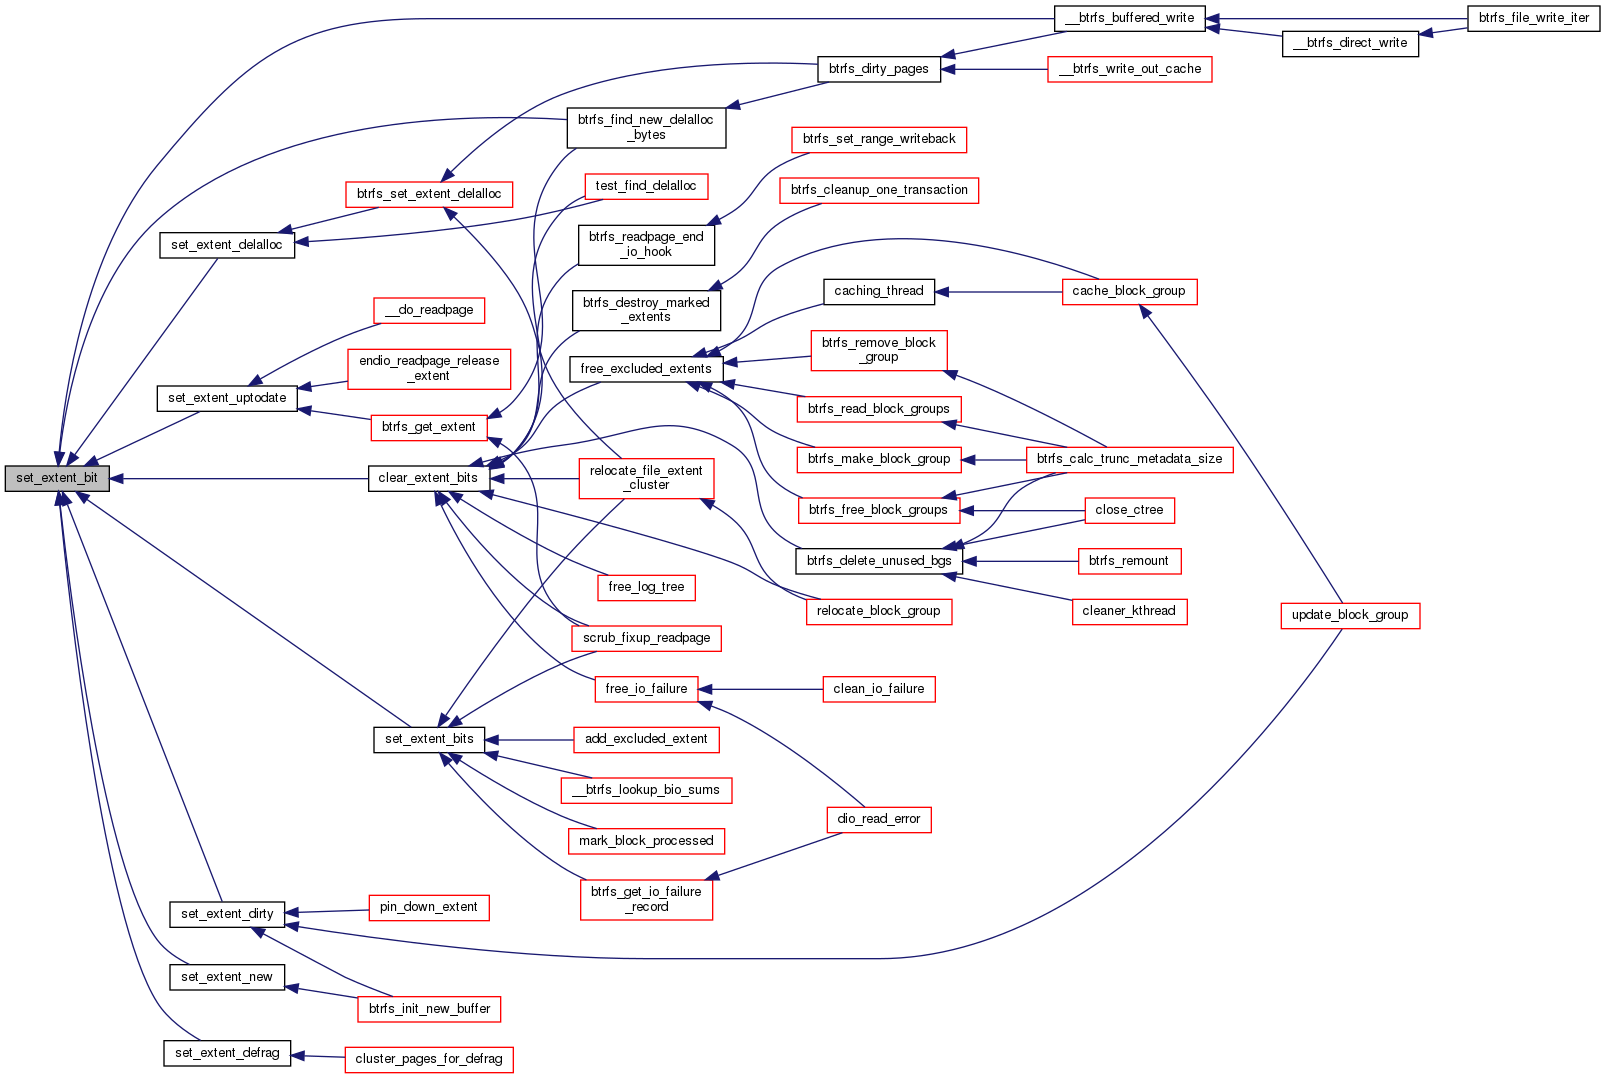 __btrfs_buffered_write
btrfs_file_write_iter
__btrfs_direct_write
btrfs_dirty_pages
__btrfs_write_out_cache
btrfs_find_new_delalloc
_bytes
btrfs_set_range_writeback
btrfs_set_extent_delalloc
test_find_delalloc
btrfs_cleanup_one_transaction
set_extent_delalloc
btrfs_readpage_end
_io_hook
__do_readpage
btrfs_destroy_marked
_extents
caching_thread
cache_block_group
endio_readpage_release
_extent
free_excluded_extents
btrfs_remove_block
_group
set_extent_uptodate
btrfs_get_extent
btrfs_read_block_groups
set_extent_bit
clear_extent_bits
relocate_file_extent
_cluster
btrfs_make_block_group
btrfs_calc_trunc_metadata_size
btrfs_free_block_groups
close_ctree
btrfs_delete_unused_bgs
btrfs_remount
free_log_tree
relocate_block_group
cleaner_kthread
update_block_group
scrub_fixup_readpage
free_io_failure
clean_io_failure
set_extent_bits
add_excluded_extent
__btrfs_lookup_bio_sums
mark_block_processed
dio_read_error
btrfs_get_io_failure
_record
set_extent_dirty
pin_down_extent
set_extent_new
btrfs_init_new_buffer
set_extent_defrag
cluster_pages_for_defrag